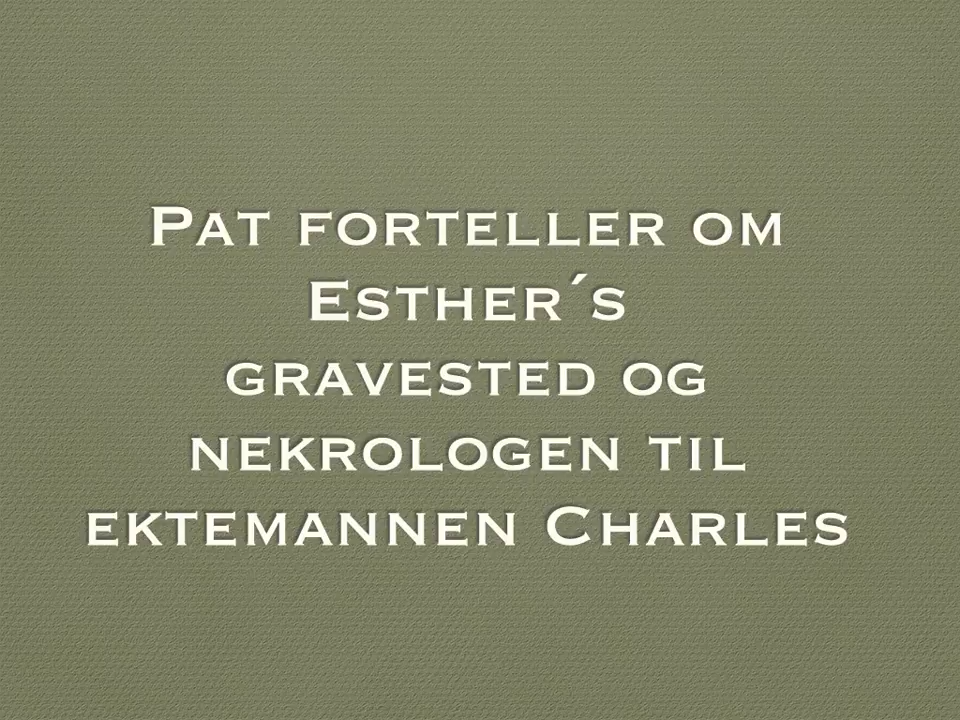 Pat forteller om
Esther´s
gravested og
nekrologen til
ektemannen Charles